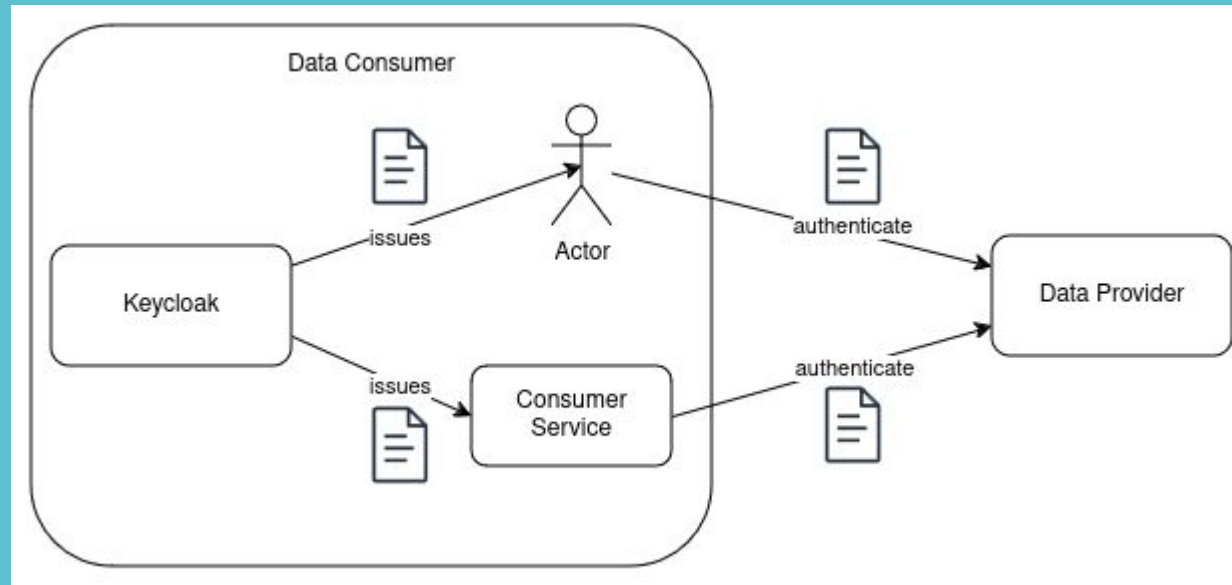 Data Consumer
issues
authenticate
Actor
Keycloak
Data Provider
issues
authenticate
Consumer
Service